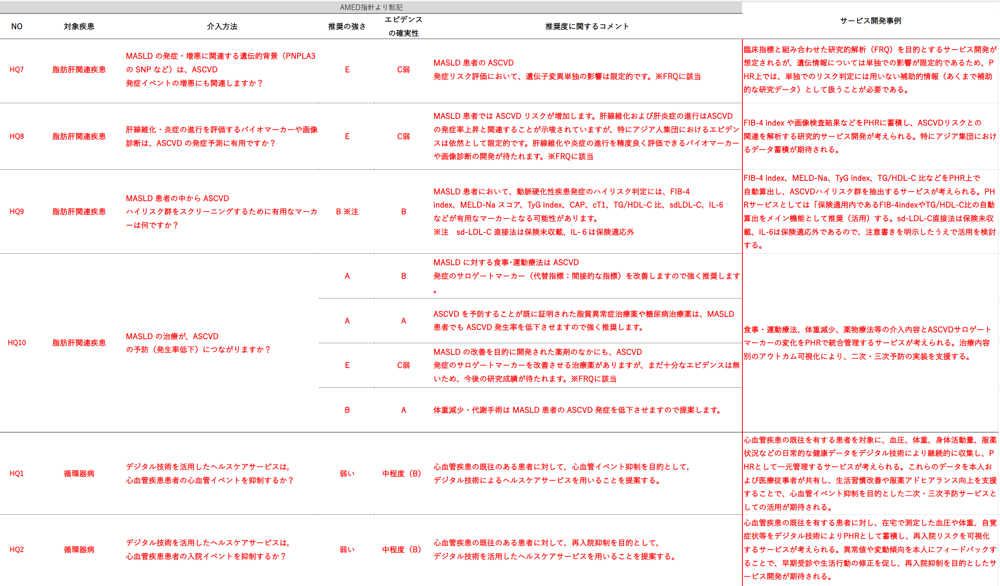 AMED指針より転記
NO
対象疾患
介入方法
推奨の強さ
エビデンス
の確実性
推奨度に関するコメント
サービス開発事例
HQ7
脂肪肝関連疾患
MASLD の発症・増悪に関連する遺伝的背景（PNPLA3
の SNP など）は、ASCVD
発症イベントの増悪にも関連しますか？
E
C弱
MASLD 患者の ASCVD
発症リスク評価において、遺伝子変異単独の影響は限定的です。※FRQに該当
臨床指標と組み合わせた研究的解析（FRQ）を目的とするサービス開発が
想定されるが、遺伝情報については単独での影響が限定的であるため、P
HR上では、単独でのリスク判定には用いない補助的情報（あくまで補助
的な研究データ）として扱うことが必要である。
HQ8
脂肪肝関連疾患
肝線維化・炎症の進行を評価するバイオマーカーや画像
診断は、ASCVD の発症予測に有用ですか？
E
C弱
MASLD 患者では ASCVD リスクが増加します。肝線維化および肝炎症の進行はASCVD
の発症率上昇と関連することが示唆されていますが、特にアジア人集団におけるエビデン
スは依然として限定的です。肝線維化や炎症の進行を精度良く評価できるバイオマーカー
や画像診断の開発が待たれます。※FRQに該当
FIB-4 index や画像検査結果などをPHRに蓄積し、ASCVDリスクとの
関連を解析する研究的サービス開発が考えられる。特にアジア集団におけ
るデータ蓄積が期待される。
HQ9
脂肪肝関連疾患
MASLD 患者の中から ASCVD
ハイリスク群をスクリーニングするために有用なマーカ
ーは何ですか？
B ※注
B
MASLD 患者において、動脈硬化性疾患発症のハイリスク判定には、FIB-4
index、MELD-Na スコア、TyG index、CAP、cT1、TG/HDL-C 比、sdLDL-C、IL-6
などが有用なマーカーとなる可能性があります。
※注　sd-LDL-C 直接法は保険未収載、IL-６は保険適応外
FIB-4 index、MELD-Na、TyG index、TG/HDL-C 比などをPHR上で
自動算出し、ASCVDハイリスク群を抽出するサービスが考えられる。PH
Rサービスとしては「保険適用内であるFIB-4indexやTG/HDL-C比の自動
算出をメイン機能として推奨（活用）する。sd-LDL-C直接法は保険未収
載、IL-6は保険適応外であるので、注意書きを明示したうえで活用を検討
する。
HQ10
脂肪肝関連疾患
MASLD の治療が、ASCVD
の予防（発生率低下）につながりますか？
A
B
MASLD に対する食事･運動療法は ASCVD
発症のサロゲートマーカー（代替指標：間接的な指標）を改善しますので強く推奨します
。
A
A
ASCVD を予防することが既に証明された脂質異常症治療薬や糖尿病治療薬は、MASLD
患者でも ASCVD 発生率を低下させますので強く推奨します。
E
C弱
MASLD の改善を目的に開発された薬剤のなかにも、ASCVD
発症のサロゲートマーカーを改善させる治療薬がありますが、まだ十分なエビデンスは無
いため、今後の研究成績が待たれます。※FRQに該当
B
A
体重減少・代謝手術は MASLD 患者の ASCVD 発症を低下させますので提案します。
食事・運動療法、体重減少、薬物療法等の介入内容とASCVDサロゲート
マーカーの変化をPHRで統合管理するサービスが考えられる。治療内容
別のアウトカム可視化により、二次・三次予防の実装を支援する。
HQ1
循環器病
デジタル技術を活用したヘルスケアサービスは，
心血管疾患患者の心血管イベントを抑制するか？
弱い
中程度（B）
心血管疾患の既往のある患者に対して，心血管イベント抑制を目的として，
デジタル技術によるヘルスケアサービスを用いることを提案する。
心血管疾患の既往を有する患者を対象に、血圧、体重、身体活動量、服薬
状況などの日常的な健康データをデジタル技術により継続的に収集し、P
HRとして一元管理するサービスが考えられる。これらのデータを本人お
よび医療従事者が共有し、生活習慣改善や服薬アドヒアランス向上を支援
することで、心血管イベント抑制を目的とした二次・三次予防サービスと
しての活用が期待される。
HQ2
循環器病
デジタル技術を活用したヘルスケアサービスは，
心血管疾患患者の入院イベントを抑制するか？
弱い
中程度（B）
心血管疾患の既往のある患者に対して，再入院抑制を目的として，
デジタル技術を活用したヘルスケアサービスを用いることを提案する。
心血管疾患の既往を有する患者に対し、在宅で測定した血圧や体重、自覚
症状等をデジタル技術によりPHRとして蓄積し、再入院リスクを可視化
するサービスが考えられる。異常値や変動傾向を本人にフィードバックす
ることで、早期受診や生活行動の修正を促し、再入院抑制を目的としたサ
ービス開発が期待される。